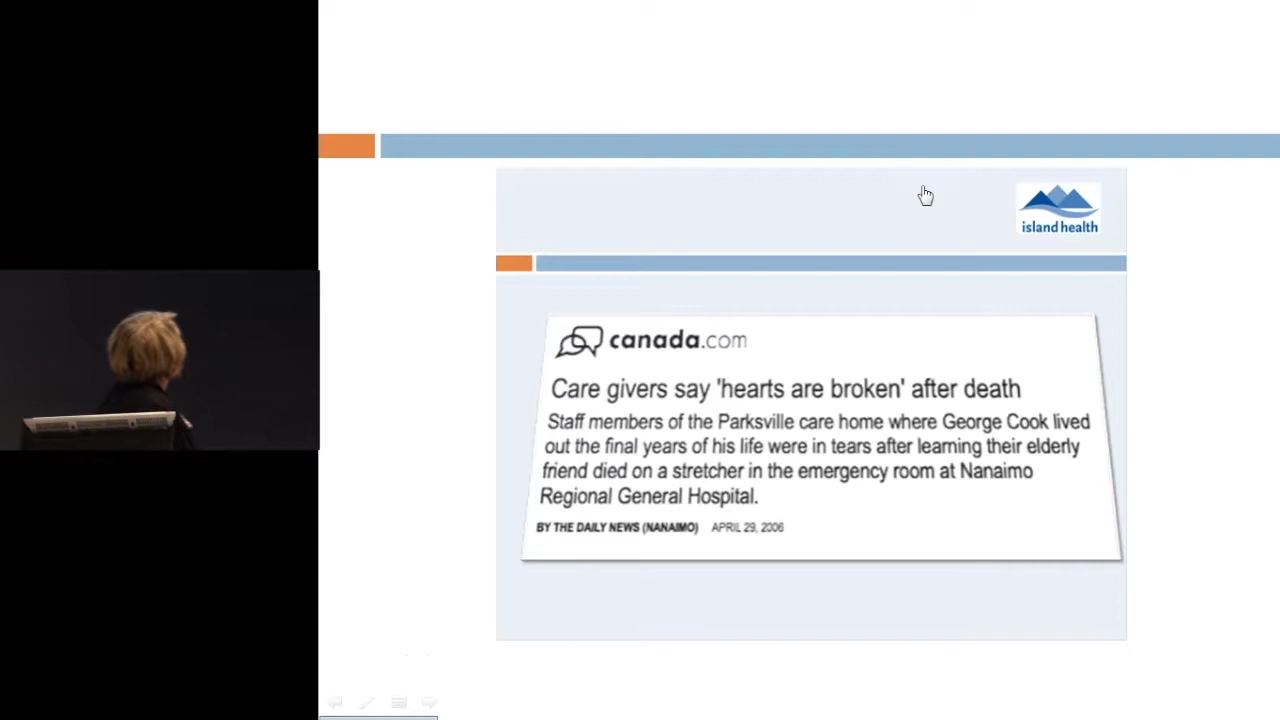 island health
canada.com
Care givers say 'hearts are broken' after death
Staff members of the Parksville care home where George Cook lived
out the final years of his life were in tears after learning their elderly
friend died on a stretcher in the emergency room at Nanaimo
Regional General Hospital.
BY THE DAILY NEWS (NANAIMO) APRIL 29, 2006